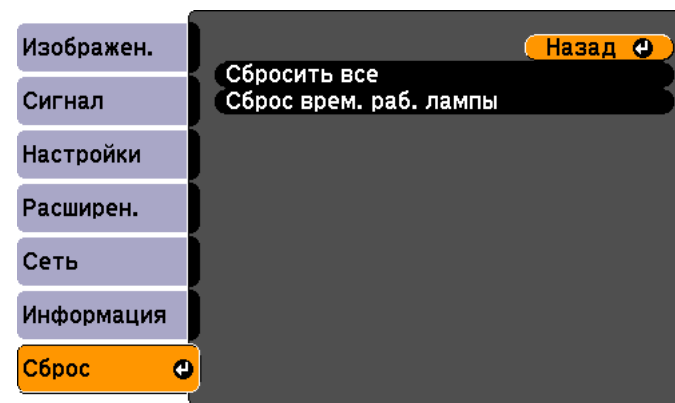 Изображен.
Сигнал
Настройки
Расширен.
Сеть
Информация
Сброс
Назад
Сбросить все
Сброс врем. раб. лампы